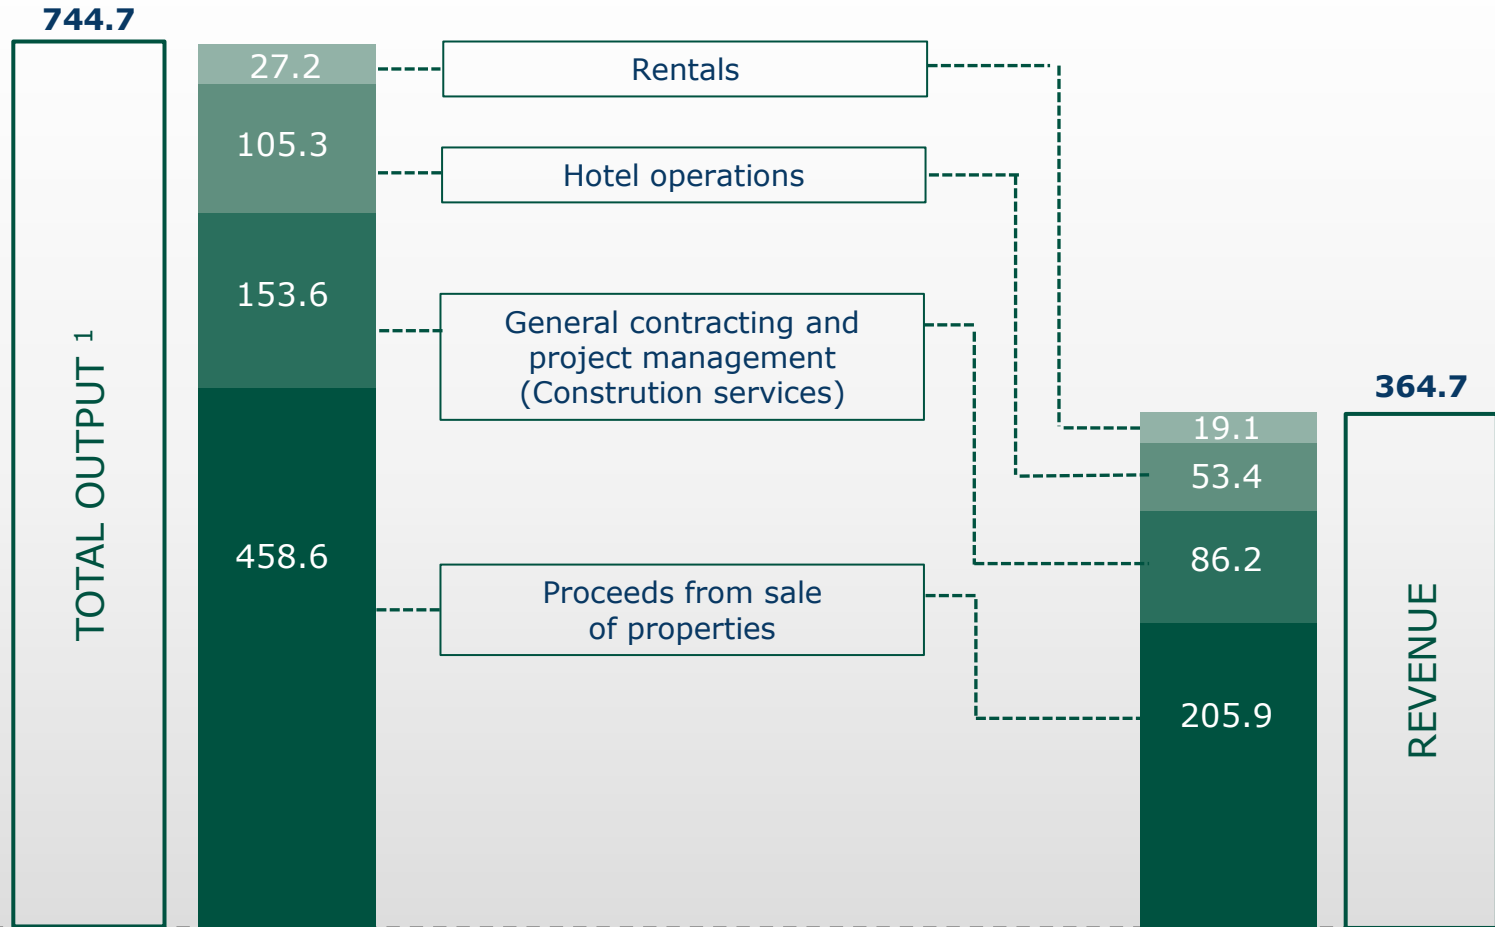 744.7
TOTAL OUTPUT 1
27.2
105.3
153.6
458.6
Rentals
Hotel operations
General contracting and
project management
(Constrution services)
Proceeds from sale
of properties
364.7
19.1
53.4
86.2
205.9
REVENUE